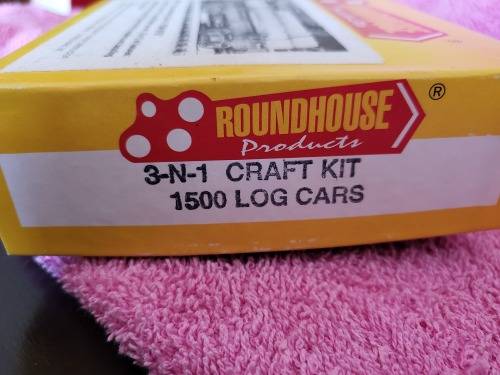 ROUNDHOUSE
Products
®
3-N-1 CRAFT KIT
1500 LOG CARS